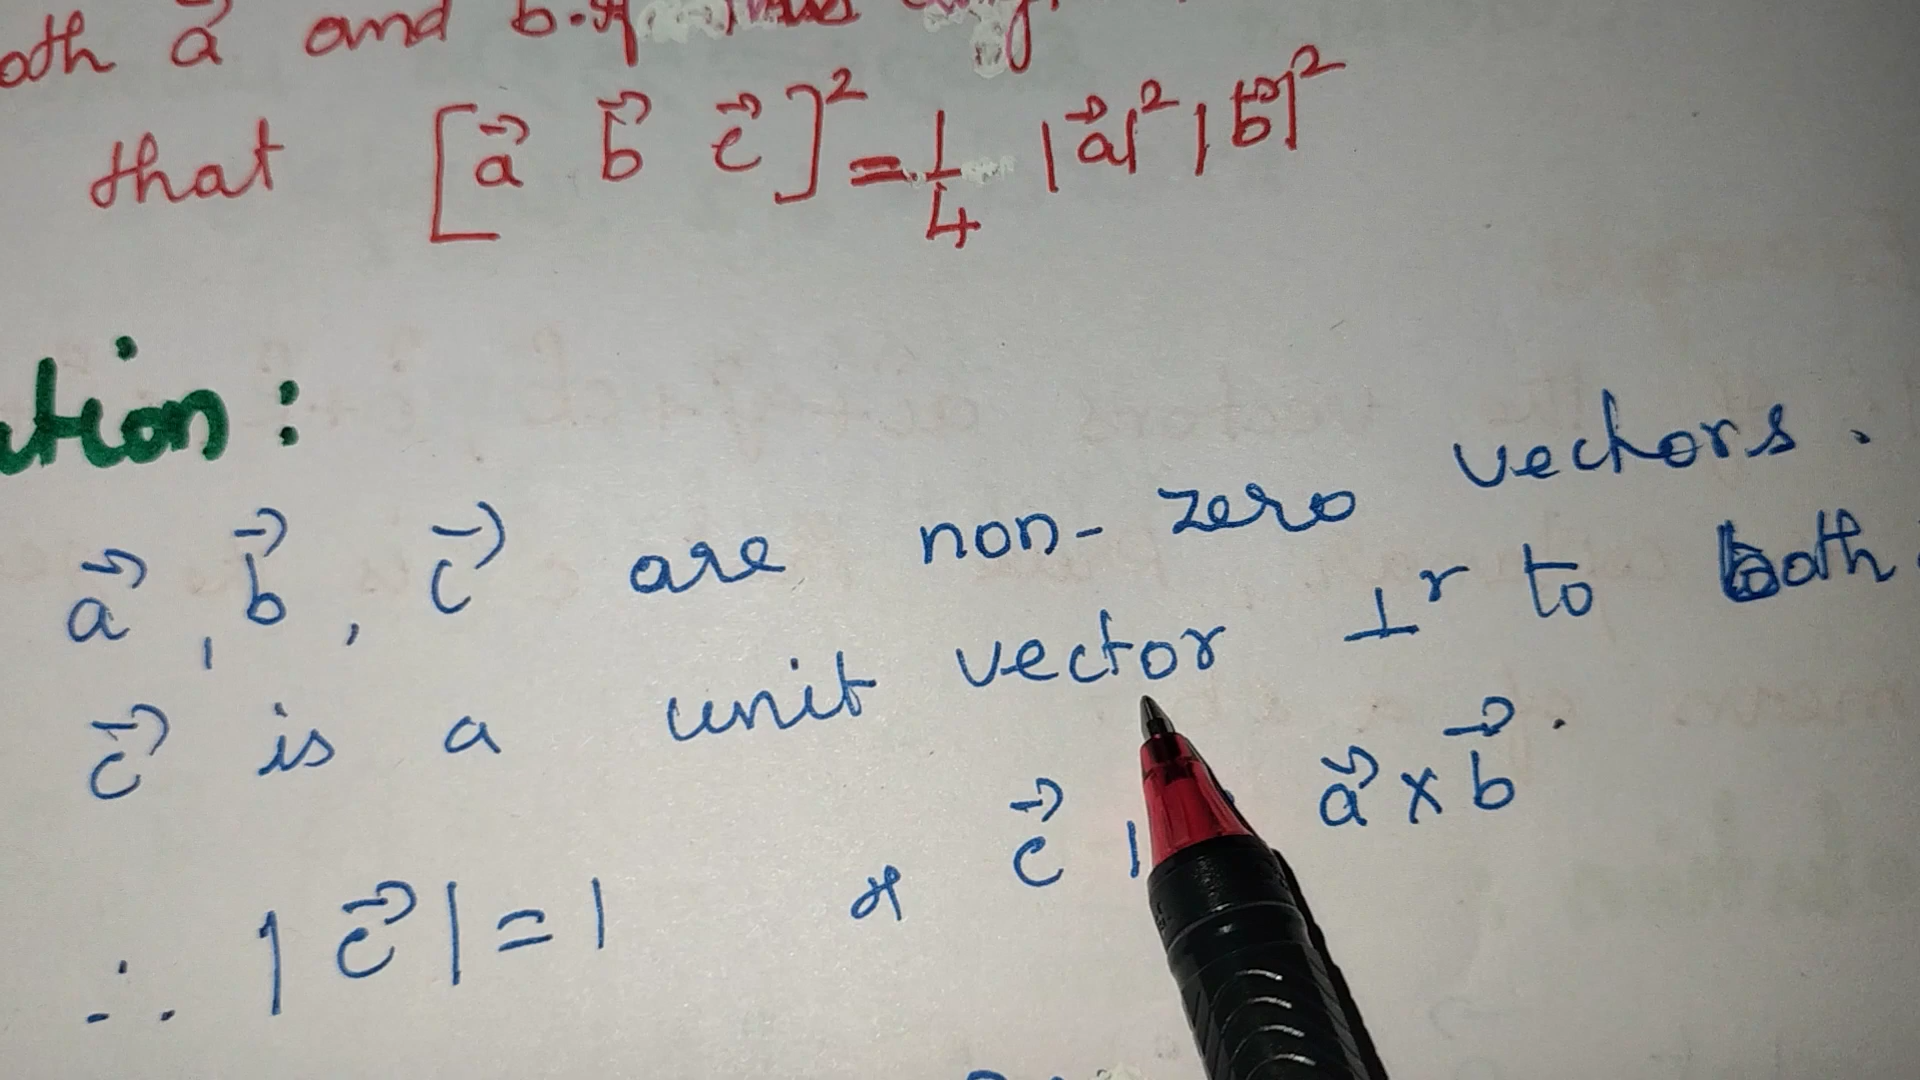 oth a⃗ and b. If
that [a⃗ b⃗ c⃗]² = 1/4 |a⃗|² |b⃗|²
tion:
a⃗, b⃗, c⃗ are non-zero vectors.
c⃗ is a unit vector ⊥r to both
∴ |c⃗| = 1 & c⃗ a⃗ × b⃗.